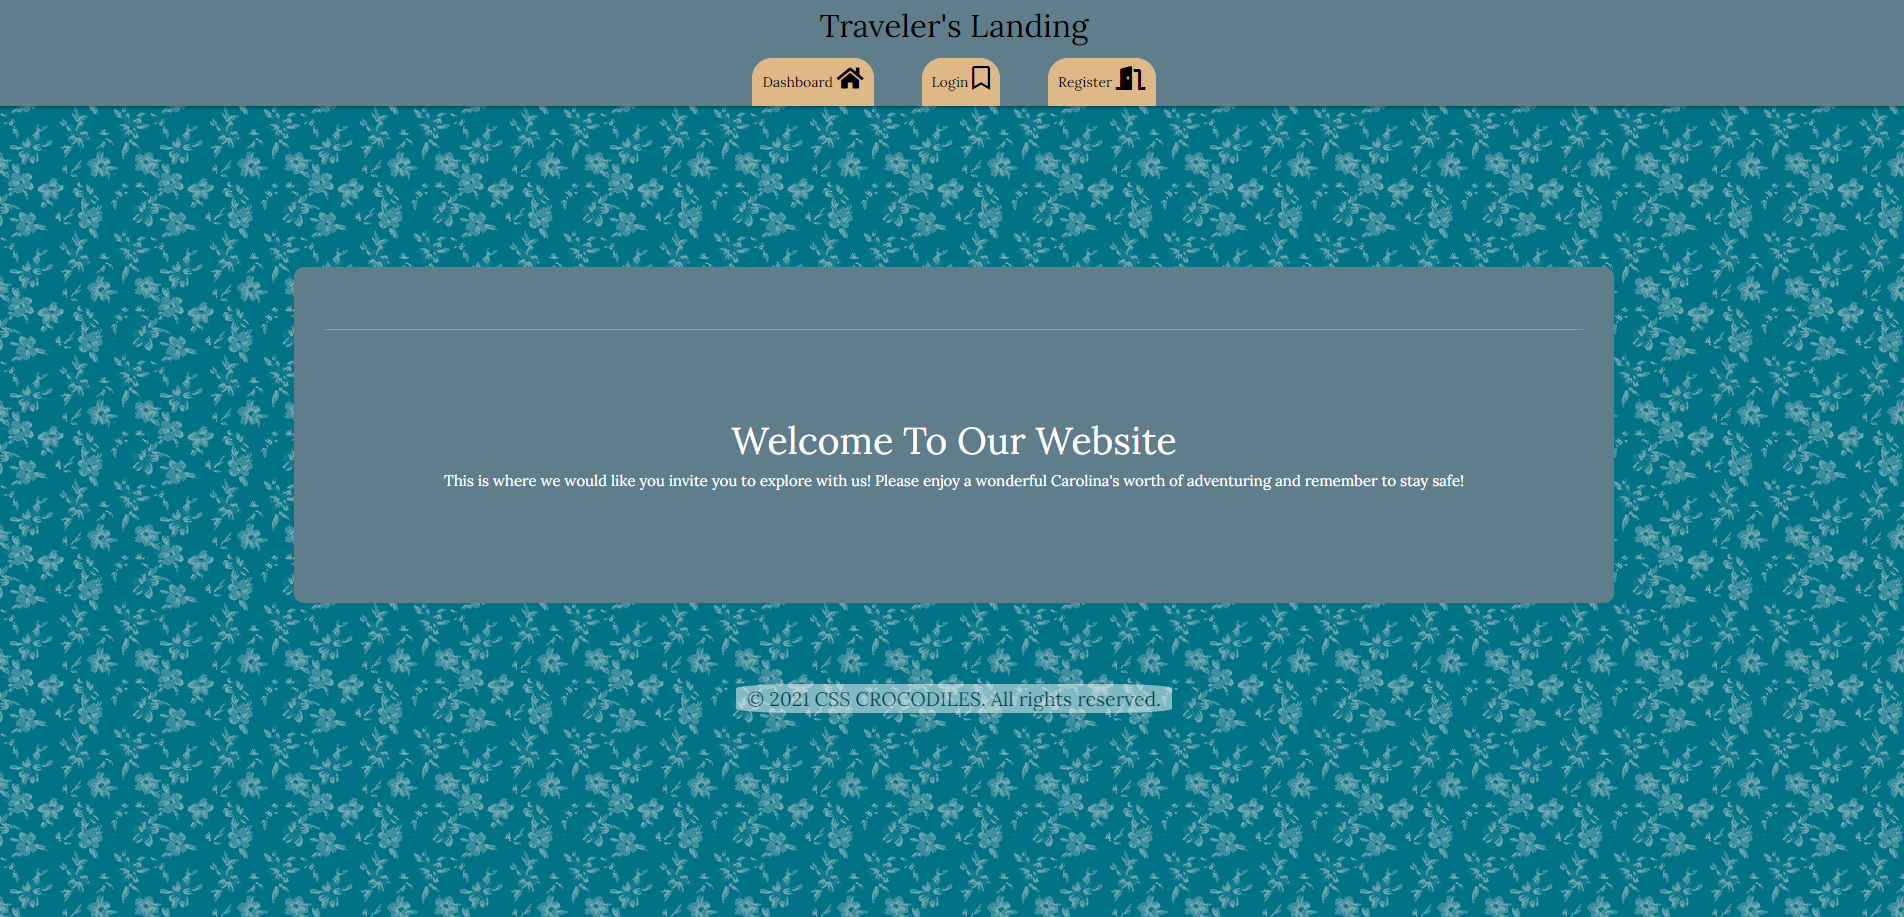 Traveler's Landing
Dashboard
Login
Register
Welcome To Our Website
This is where we would like you invite you to explore with us! Please enjoy a wonderful Carolina's worth of adventuring and remember to stay safe!
© 2021 CSS CROCODILES. All rights reserved.